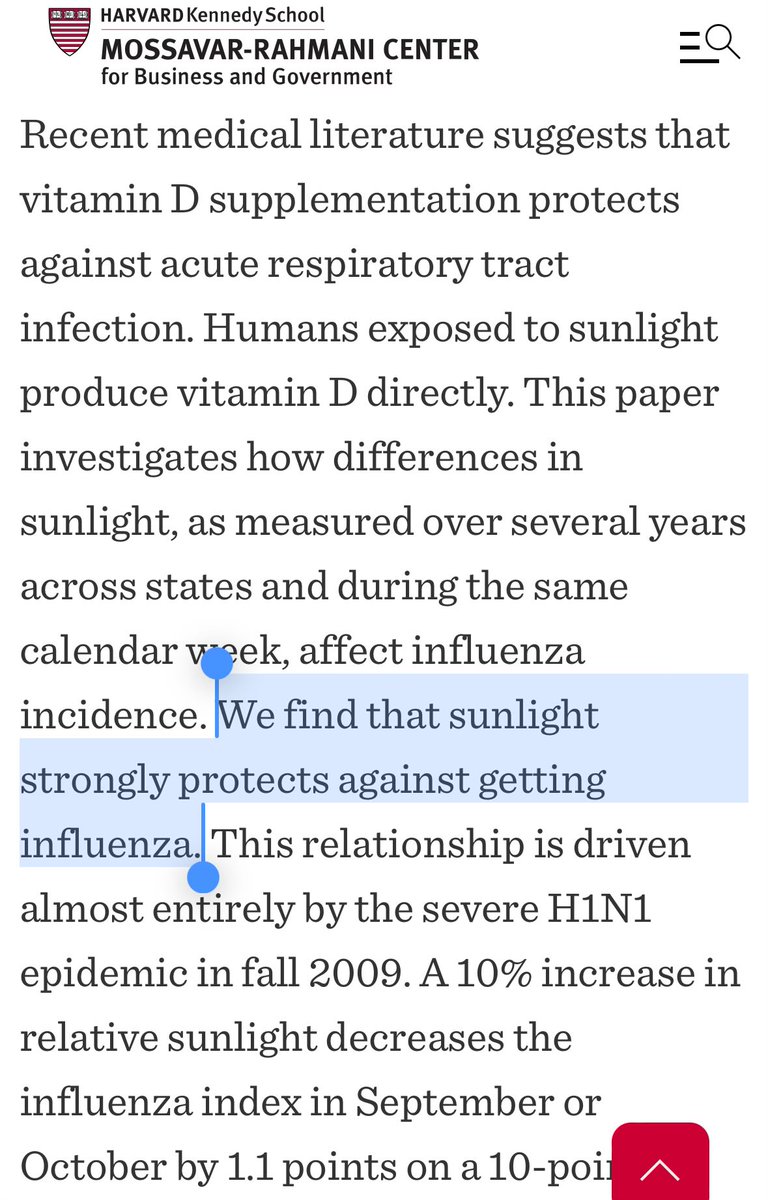 HARVARD Kennedy School
MOSSAVAR-RAHMANI CENTER
for Business and Government
Recent medical literature suggests that
vitamin D supplementation protects
against acute respiratory tract
infection. Humans exposed to sunlight
produce vitamin D directly. This paper
investigates how differences in
sunlight, as measured over several years
across states and during the same
calendar week, affect influenza
incidence. We find that sunlight
strongly protects against getting
influenza. This relationship is driven
almost entirely by the severe H1N1
epidemic in fall 2009. A 10% increase in
relative sunlight decreases the
influenza index in September or
October by 1.1 points on a